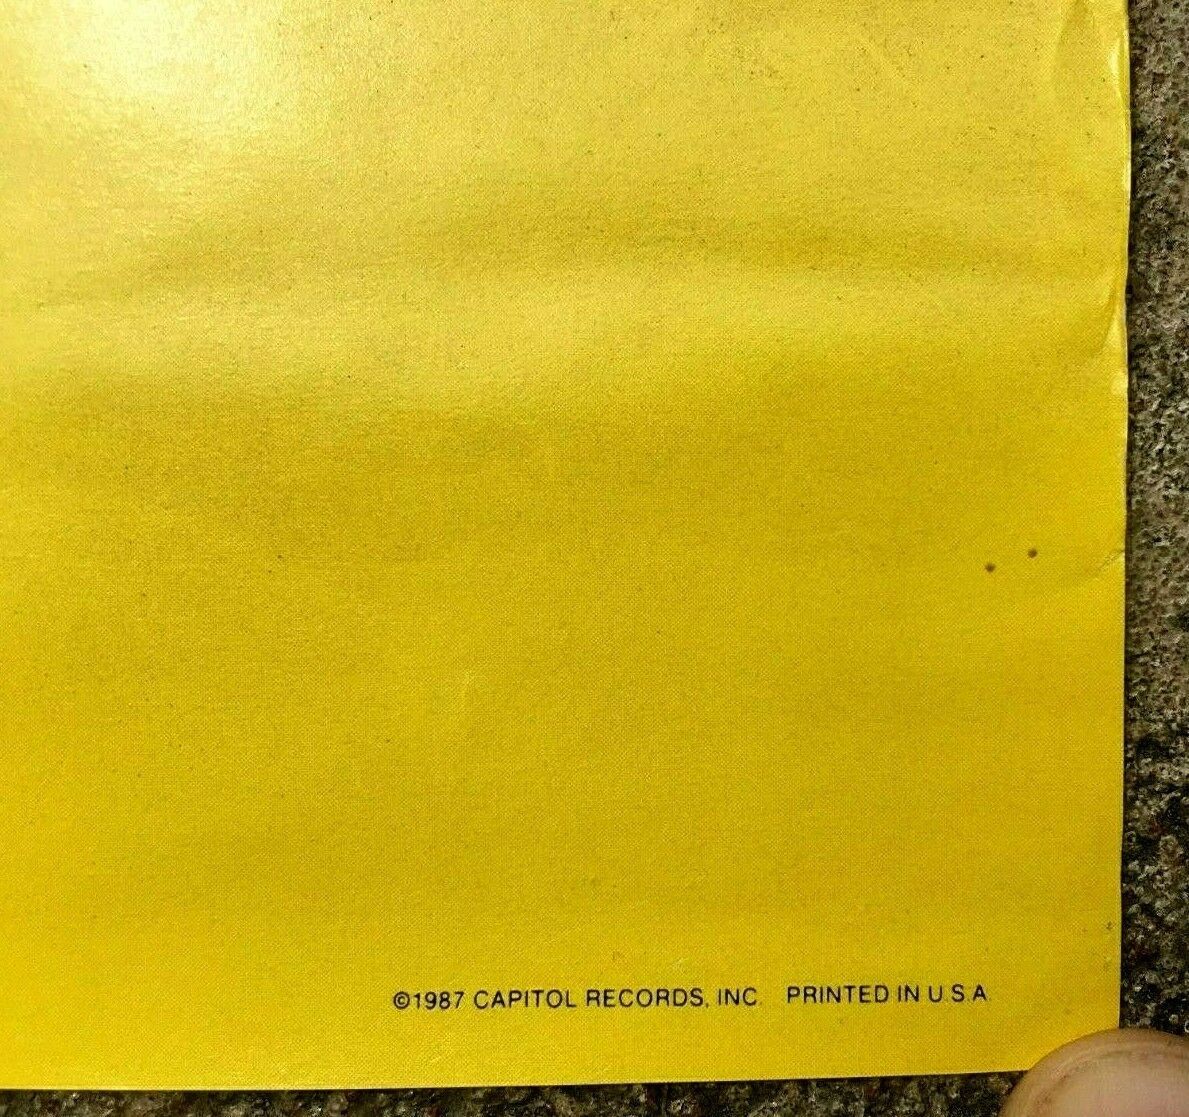 ©1987 CAPITOL RECORDS, INC. PRINTED IN U.S.A